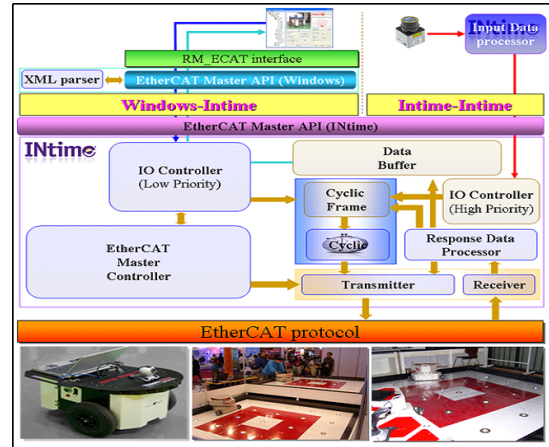 INtime
Input Data
processor
RM_ECAT interface
XML parser
EtherCAT Master API (Windows)
Windows-Intime
Intime-Intime
EtherCAT Master API (INtime)
INtime
IO Controller
(Low Priority)
Data
Buffer
Cyclic
Frame
IO Controller
(High Priority)
Cyclic
EtherCAT
Master
Controller
Response Data
Processor
Transmitter
Receiver
EtherCAT protocol